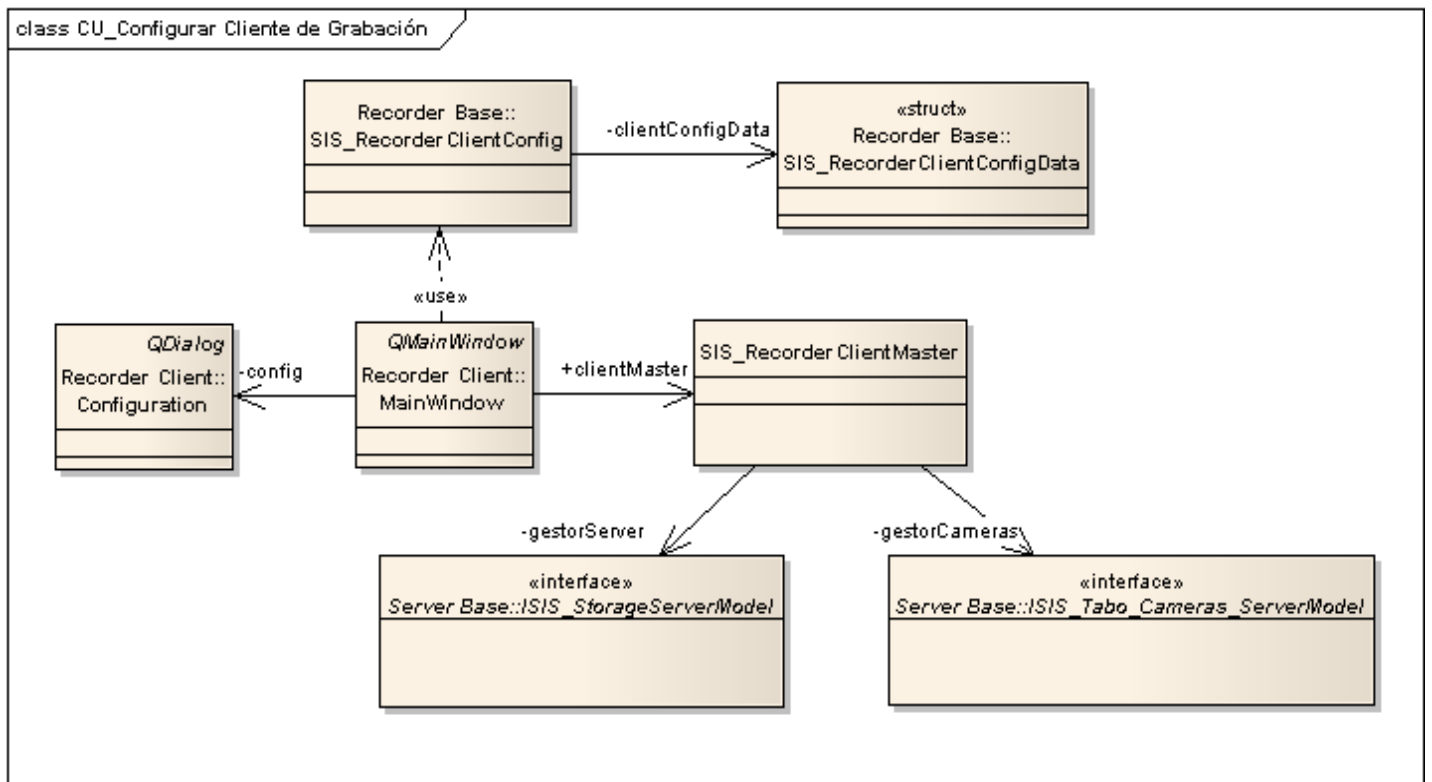 class CU_Configurar Cliente de Grabación
Recorder Base::
SIS_RecorderClientConfig
-clientConfigData
«struct»
Recorder Base::
SIS_RecorderClientConfigData
«use»
QDialog
Recorder Client::
Configuration
-config
QMainWindow
Recorder Client::
MainWindow
+clientMaster
SIS_RecorderClientMaster
-gestorServer
-gestorCameras
«interface»
Server Base::ISIS_StorageServerModel
«interface»
Server Base::ISIS_Tabo_Cameras_ServerModel